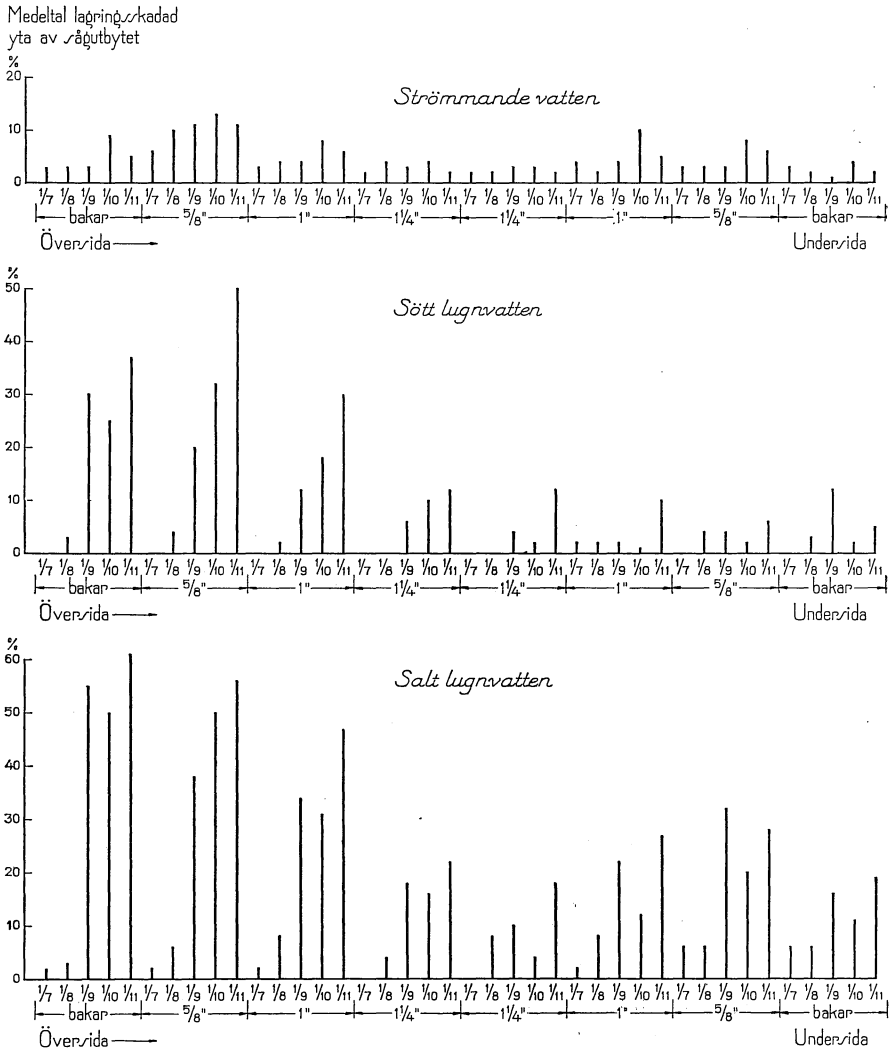 Medeltal lagringsskadad
yta av sågutbytet
%
Strömmande vatten
20
10
0
1/7 1/8 1/9 1/10 1/11 1/7 1/8 1/9 1/10 1/11 1/7 1/8 1/9 1/10 1/11 1/7 1/8 1/9 1/10 1/11 1/7 1/8 1/9 1/10 1/11 1/7 1/8 1/9 1/10 1/11 1/7 1/8 1/9 1/10 1/11 1/7 1/8 1/9 1/10 1/11
bakar 5/8" 1" 1 1/4" 1 1/4" 1" 5/8" bakar
Översida Undersida
%
Sött lugnvatten
50
40
30
20
10
0
1/7 1/8 1/9 1/10 1/11 1/7 1/8 1/9 1/10 1/11 1/7 1/8 1/9 1/10 1/11 1/7 1/8 1/9 1/10 1/11 1/7 1/8 1/9 1/10 1/11 1/7 1/8 1/9 1/10 1/11 1/7 1/8 1/9 1/10 1/11 1/7 1/8 1/9 1/10 1/11
bakar 5/8" 1" 1 1/4" 1 1/4" 1" 5/8" bakar
Översida Undersida
%
Salt lugnvatten
60
50
40
30
20
10
0
1/7 1/8 1/9 1/10 1/11 1/7 1/8 1/9 1/10 1/11 1/7 1/8 1/9 1/10 1/11 1/7 1/8 1/9 1/10 1/11 1/7 1/8 1/9 1/10 1/11 1/7 1/8 1/9 1/10 1/11 1/7 1/8 1/9 1/10 1/11 1/7 1/8 1/9 1/10 1/11
bakar 5/8" 1" 1 1/4" 1 1/4" 1" 5/8" bakar
Översida Undersida